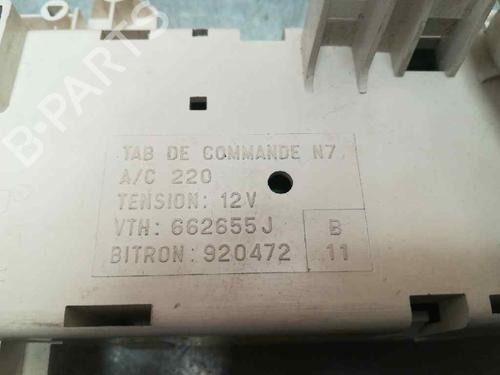 TAB DE COMMANDE N7
A/C 220
TENSION: 12V
VTH: 662655J
BITRON: 920472
B
11
B-PARTS